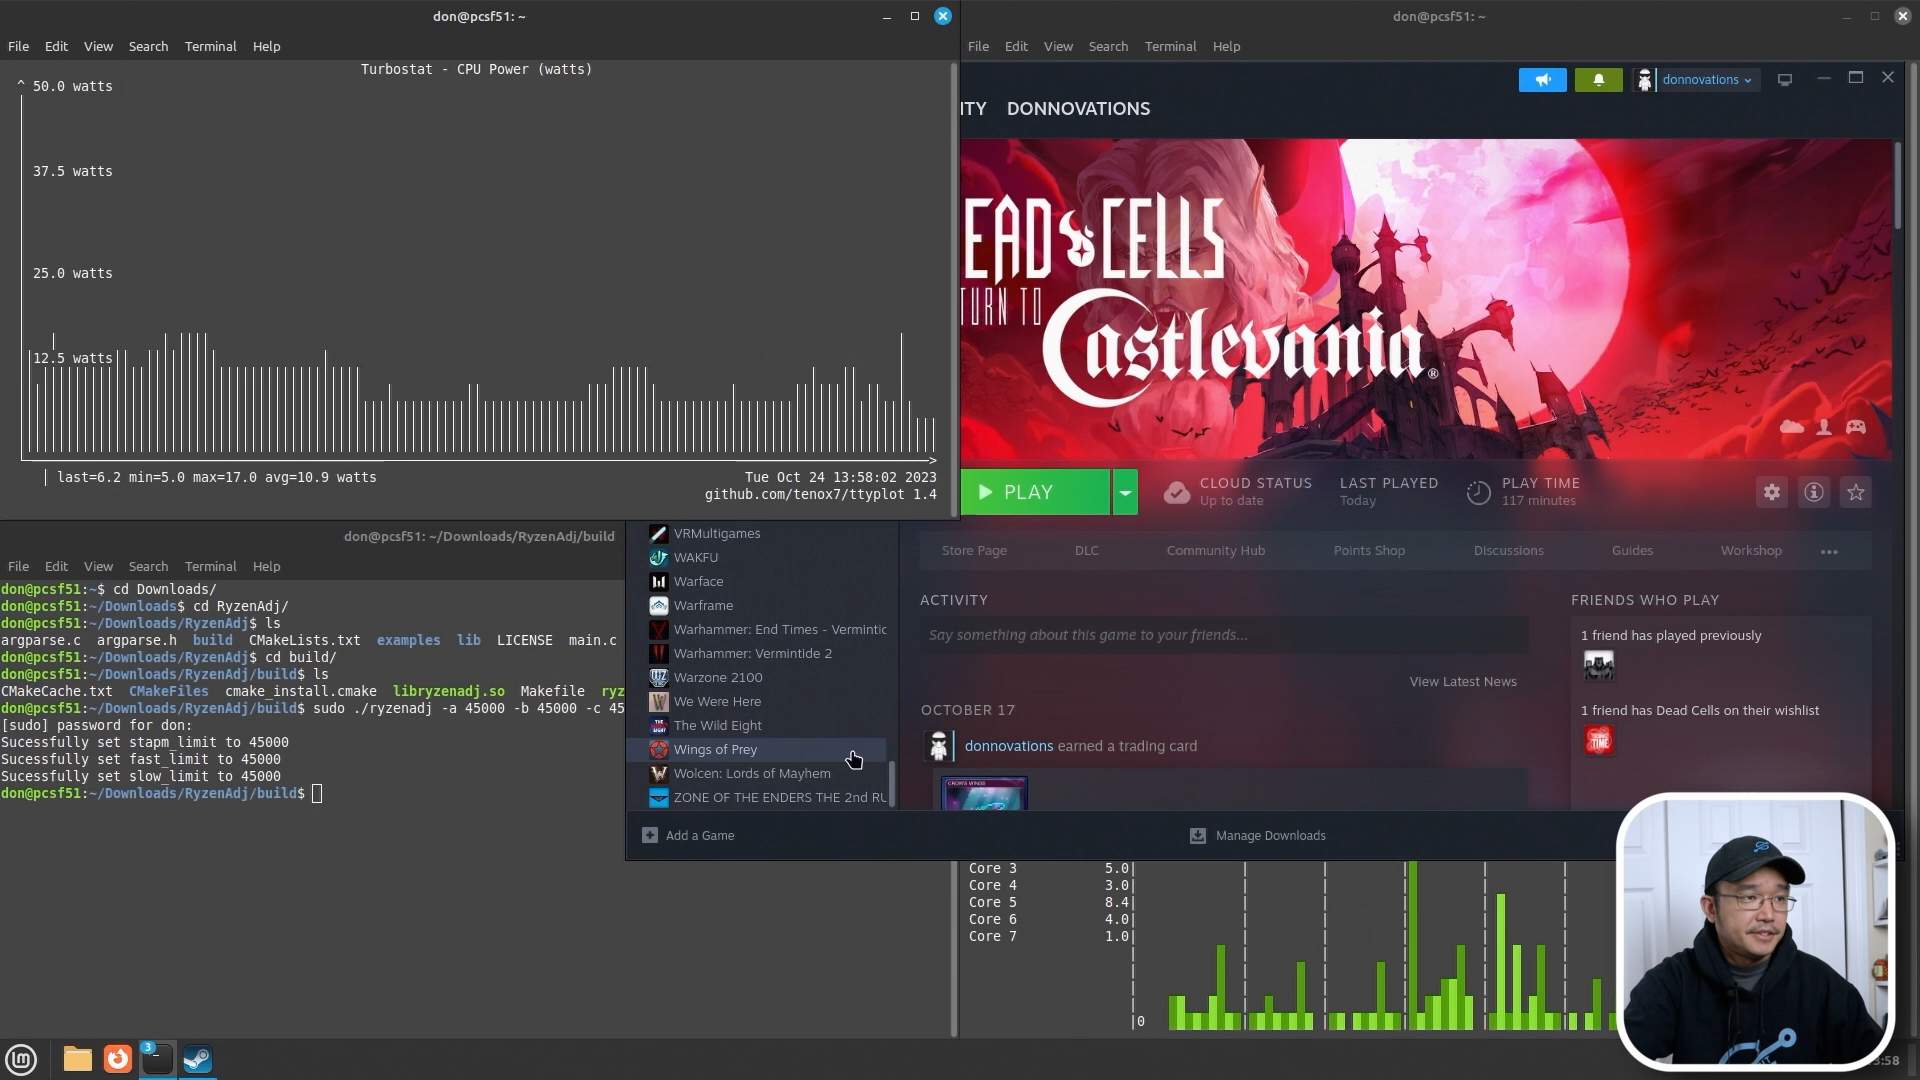 don@pcsf51: ~
File Edit View Search Terminal Help
Turbostat - CPU Power (watts)
^ 50.0 watts
37.5 watts
25.0 watts
12.5 watts
>
last=6.2 min=5.0 max=17.0 avg=10.9 watts
Tue Oct 24 13:58:02 2023
github.com/tenox7/ttyplot 1.4
don@pcsf51: ~
File Edit View Search Terminal Help
donnovations
ITY DONNOVATIONS
EAD CELLS
TURN TO
Castlevania®
PLAY
CLOUD STATUS
Up to date
LAST PLAYED
Today
PLAY TIME
117 minutes
Store Page DLC Community Hub Points Shop Discussions Guides Workshop •••
ACTIVITY
Say something about this game to your friends...
View Latest News
OCTOBER 17
donnovations earned a trading card
CROW'S WINGS
FRIENDS WHO PLAY
1 friend has played previously
1 friend has Dead Cells on their wishlist
VRMultigames
WAKFU
Warface
Warframe
Warhammer: End Times - Vermintic
Warhammer: Vermintide 2
Warzone 2100
We Were Here
The Wild Eight
Wings of Prey
Wolcen: Lords of Mayhem
ZONE OF THE ENDERS THE 2nd RU
Add a Game
Manage Downloads
don@pcsf51: ~/Downloads/RyzenAdj/build
File Edit View Search Terminal Help
don@pcsf51:~$ cd Downloads/
don@pcsf51:~/Downloads$ cd RyzenAdj/
don@pcsf51:~/Downloads/RyzenAdj$ ls
argparse.c argparse.h build CMakeLists.txt examples lib LICENSE main.c
don@pcsf51:~/Downloads/RyzenAdj$ cd build/
don@pcsf51:~/Downloads/RyzenAdj/build$ ls
CMakeCache.txt CMakeFiles cmake_install.cmake libryzenadj.so Makefile ryz
don@pcsf51:~/Downloads/RyzenAdj/build$ sudo ./ryzenadj -a 45000 -b 45000 -c 45
[sudo] password for don:
Sucessfully set stapm_limit to 45000
Sucessfully set fast_limit to 45000
Sucessfully set slow_limit to 45000
don@pcsf51:~/Downloads/RyzenAdj/build$
Core 3 5.0
Core 4 3.0
Core 5 8.4
Core 6 4.0
Core 7 1.0
0
3
:58